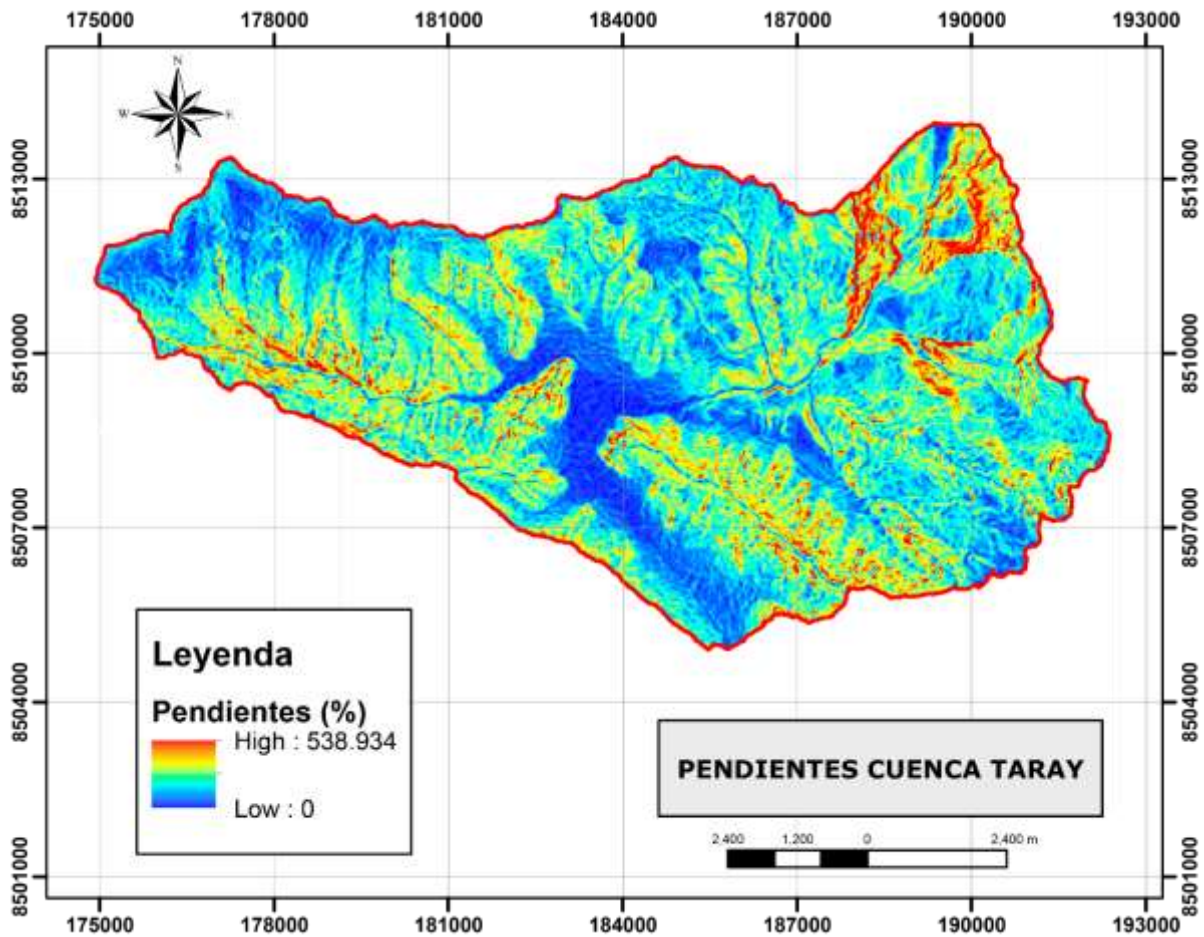 175000 178000 181000 184000 187000 190000 193000
N
W E
S
8513000 8513000
8510000 8510000
8507000 8507000
8504000 8504000
8501000 8501000
Leyenda
Pendientes (%)
High : 538.934
Low : 0
PENDIENTES CUENCA TARAY
2.400 1.200 0 2.400 m
175000 178000 181000 184000 187000 190000 193000